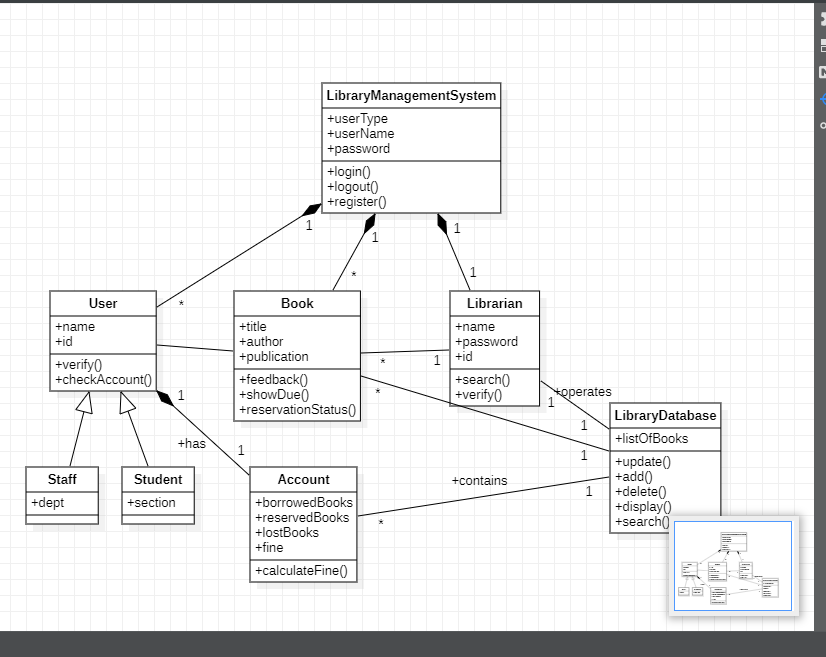 LibraryManagementSystem
+userType
+userName
+password
+login()
+logout()
+register()
1
1
1
*
*
1
User
+name
+id
+verify()
+checkAccount()
Book
+title
+author
+publication
+feedback()
+showDue()
+reservationStatus()
Librarian
+name
+password
+id
+search()
+verify()
*
1
*
1
+operates
1
1
1
+has
1
LibraryDatabase
+listOfBooks
+update()
+add()
+delete()
+display()
+search()
Staff
+dept
Student
+section
Account
+borrowedBooks
+reservedBooks
+lostBooks
+fine
+calculateFine()
+contains
1
*